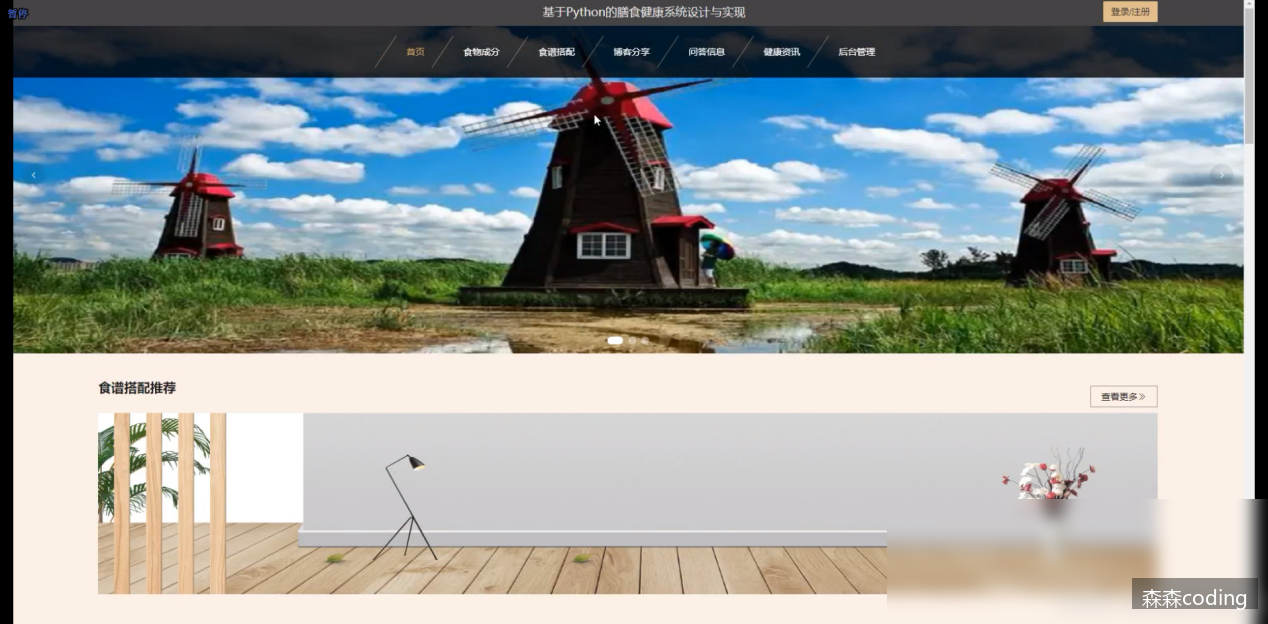 暂停
基于Python的膳食健康系统设计与实现
登录/注册
首页 食物成分 食谱搭配 博客分享 问答信息 健康资讯 后台管理
食谱搭配推荐
查看更多》
森森coding